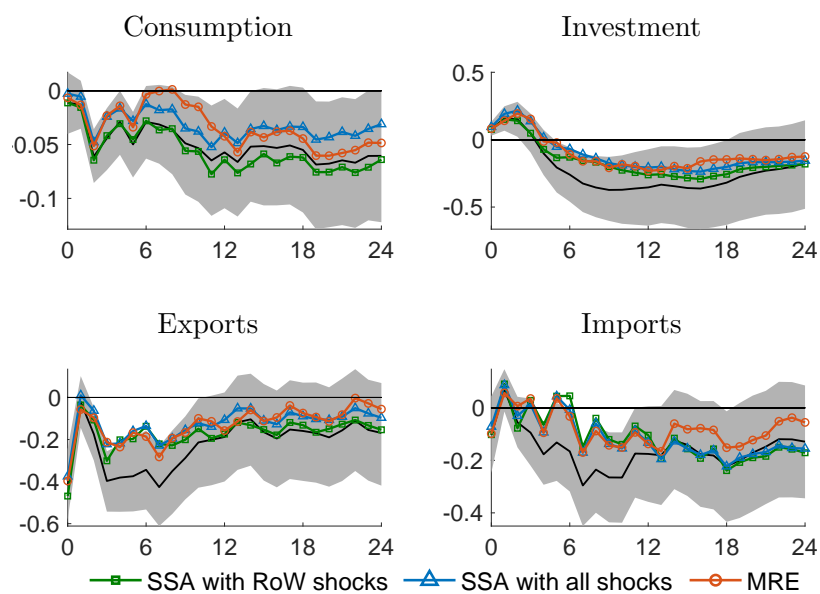 Consumption
Investment
0
-0.05
-0.1
0 6 12 18 24
0.5
0
-0.5
0 6 12 18 24
Exports
Imports
0
-0.2
-0.4
-0.6
0 6 12 18 24
0
-0.2
-0.4
0 6 12 18 24
SSA with RoW shocks SSA with all shocks MRE